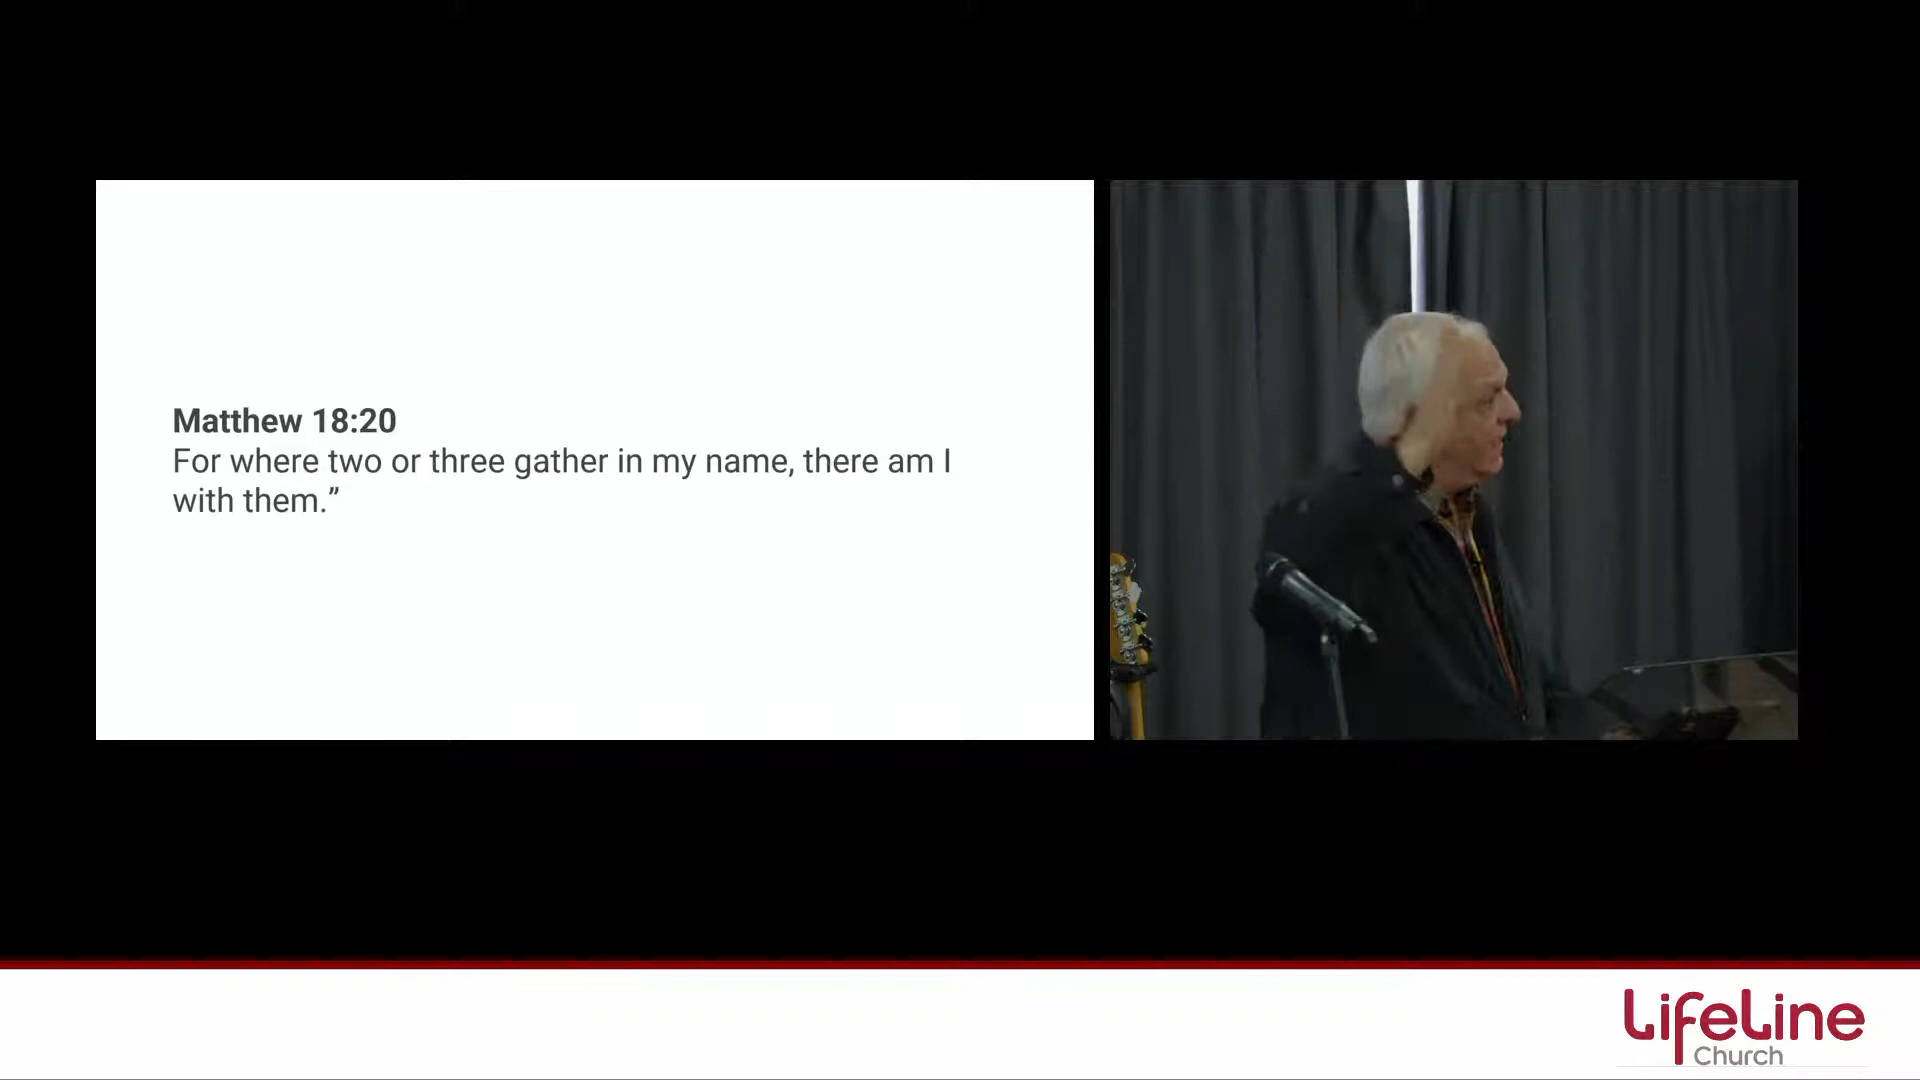 Matthew 18:20
For where two or three gather in my name, there am I
with them.”
LifeLine
Church